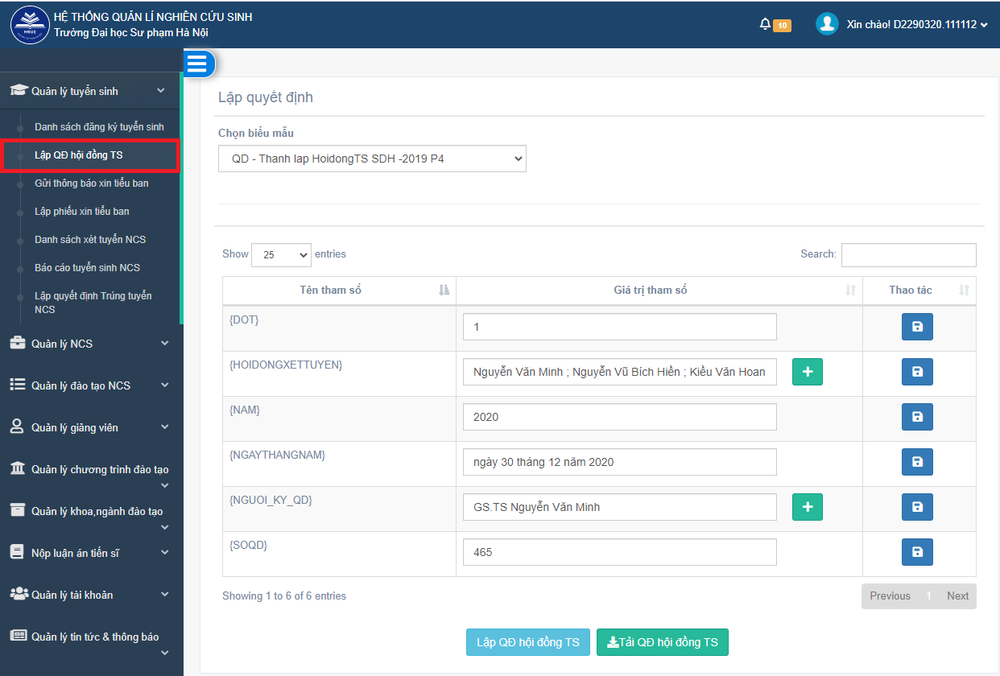 HỆ THỐNG QUẢN LÍ NGHIÊN CỨU SINH
Trường Đại học Sư phạm Hà Nội
HNUE
10
Xin chào! D2290320.111112
Quản lý tuyển sinh
Danh sách đăng ký tuyển sinh
Lập QĐ hội đồng TS
Gửi thông báo xin tiểu ban
Lập phiếu xin tiểu ban
Danh sách xét tuyển NCS
Báo cáo tuyển sinh NCS
Lập quyết định Trúng tuyển
NCS
Quản lý NCS
Quản lý đào tạo NCS
Quản lý giảng viên
Quản lý chương trình đào tạo
Quản lý khoa,ngành đào tạo
Nộp luận án tiến sĩ
Quản lý tài khoản
Quản lý tin tức & thông báo
Lập quyết định
Chọn biểu mẫu
QD - Thanh lap HoidongTS SDH -2019 P4
Show 25 entries
Search:
Tên tham số Giá trị tham số Thao tác
{DOT} 1
{HOIDONGXETTUYEN} Nguyễn Văn Minh ; Nguyễn Vũ Bích Hiền ; Kiều Văn Hoan
{NAM} 2020
{NGAYTHANGNAM} ngày 30 tháng 12 năm 2020
{NGUOI_KY_QD} GS.TS Nguyễn Văn Minh
{SOQD} 465
Showing 1 to 6 of 6 entries
Previous 1 Next
Lập QĐ hội đồng TS
Tải QĐ hội đồng TS